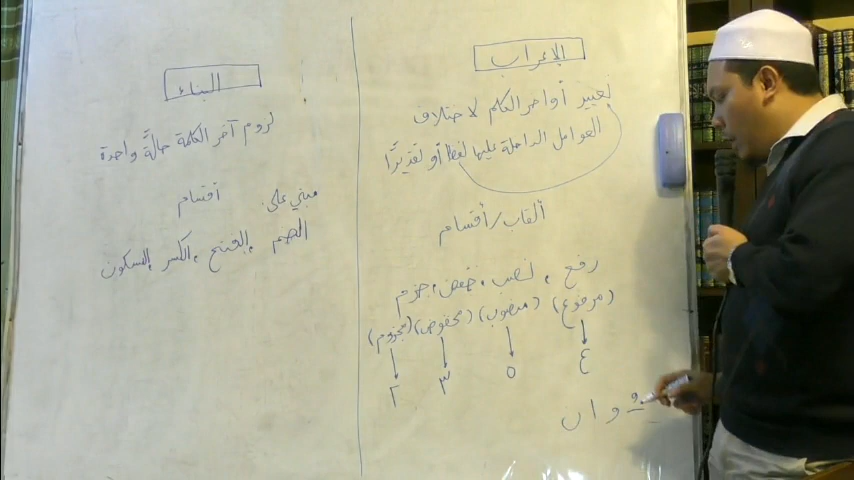 الإعراب
تغيير أواخر الكلم لاختلاف
العوامل الداخلة عليها لفظا أو تقديرًا
ألقاب/أقسام
رفع، نصب، خفض، جزم
(مرفوع) (منصوب) (مخفوض) (مجزوم)
٤ ٥ ٣ ٢
ُ و ا ن
البناء
لزوم آخر الكلمة حالةً واحدة
مبني على: أقسام
الضم، الفتح، الكسر، السكون